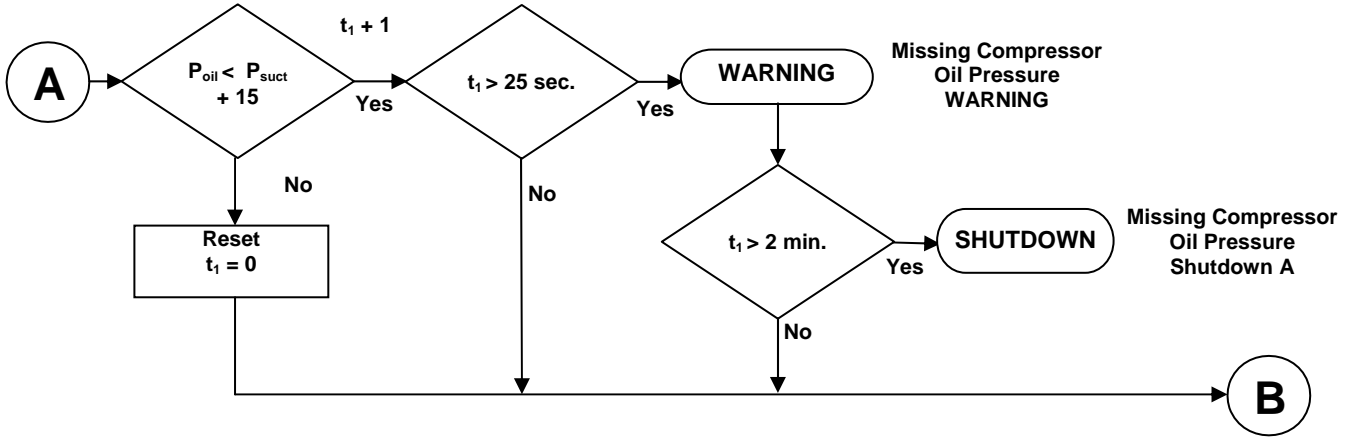 A
P_oil < P_suct
+ 15
Yes
No
Reset
t₁ = 0
t₁ + 1
t₁ > 25 sec.
Yes
No
WARNING
Missing Compressor
Oil Pressure
WARNING
t₁ > 2 min.
Yes
No
SHUTDOWN
Missing Compressor
Oil Pressure
Shutdown A
B